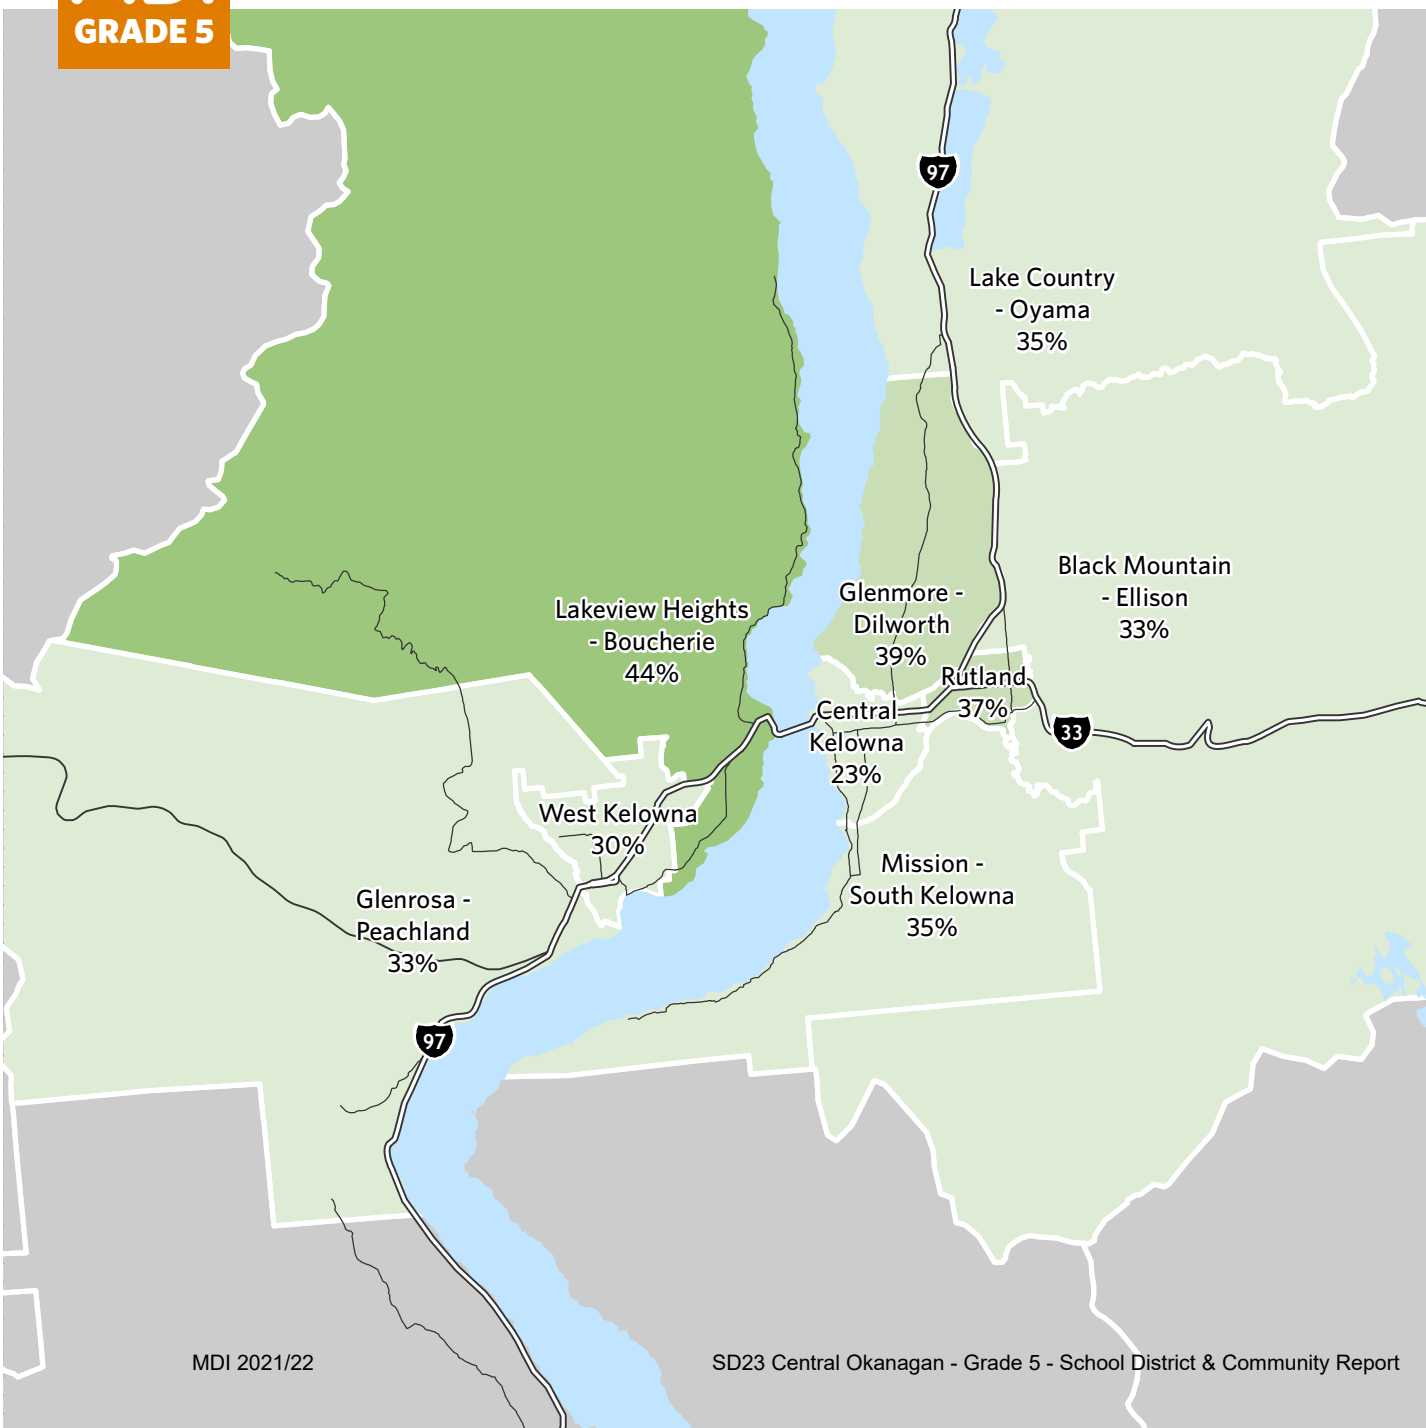 GRADE 5
97
Lake Country
- Oyama
35%
Black Mountain
- Ellison
33%
Glenmore -
Dilworth
39%
Lakeview Heights
- Boucherie
44%
Rutland
37%
Central
Kelowna
23%
33
West Kelowna
30%
Mission -
South Kelowna
35%
Glenrosa -
Peachland
33%
97
MDI 2021/22
SD23 Central Okanagan - Grade 5 - School District & Community Report